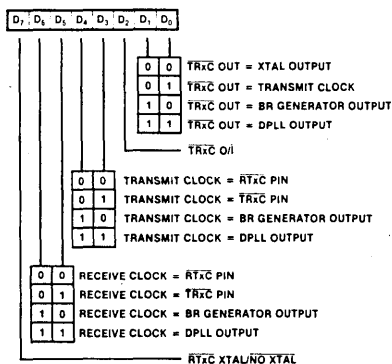 D7 D6 D5 D4 D3 D2 D1 D0
0 0 TRxC OUT = XTAL OUTPUT
0 1 TRxC OUT = TRANSMIT CLOCK
1 0 TRxC OUT = BR GENERATOR OUTPUT
1 1 TRxC OUT = DPLL OUTPUT
TRxC O/I
0 0 TRANSMIT CLOCK = RTxC PIN
0 1 TRANSMIT CLOCK = TRxC PIN
1 0 TRANSMIT CLOCK = BR GENERATOR OUTPUT
1 1 TRANSMIT CLOCK = DPLL OUTPUT
0 0 RECEIVE CLOCK = RTxC PIN
0 1 RECEIVE CLOCK = TRxC PIN
1 0 RECEIVE CLOCK = BR GENERATOR OUTPUT
1 1 RECEIVE CLOCK = DPLL OUTPUT
RTxC XTAL/NO XTAL